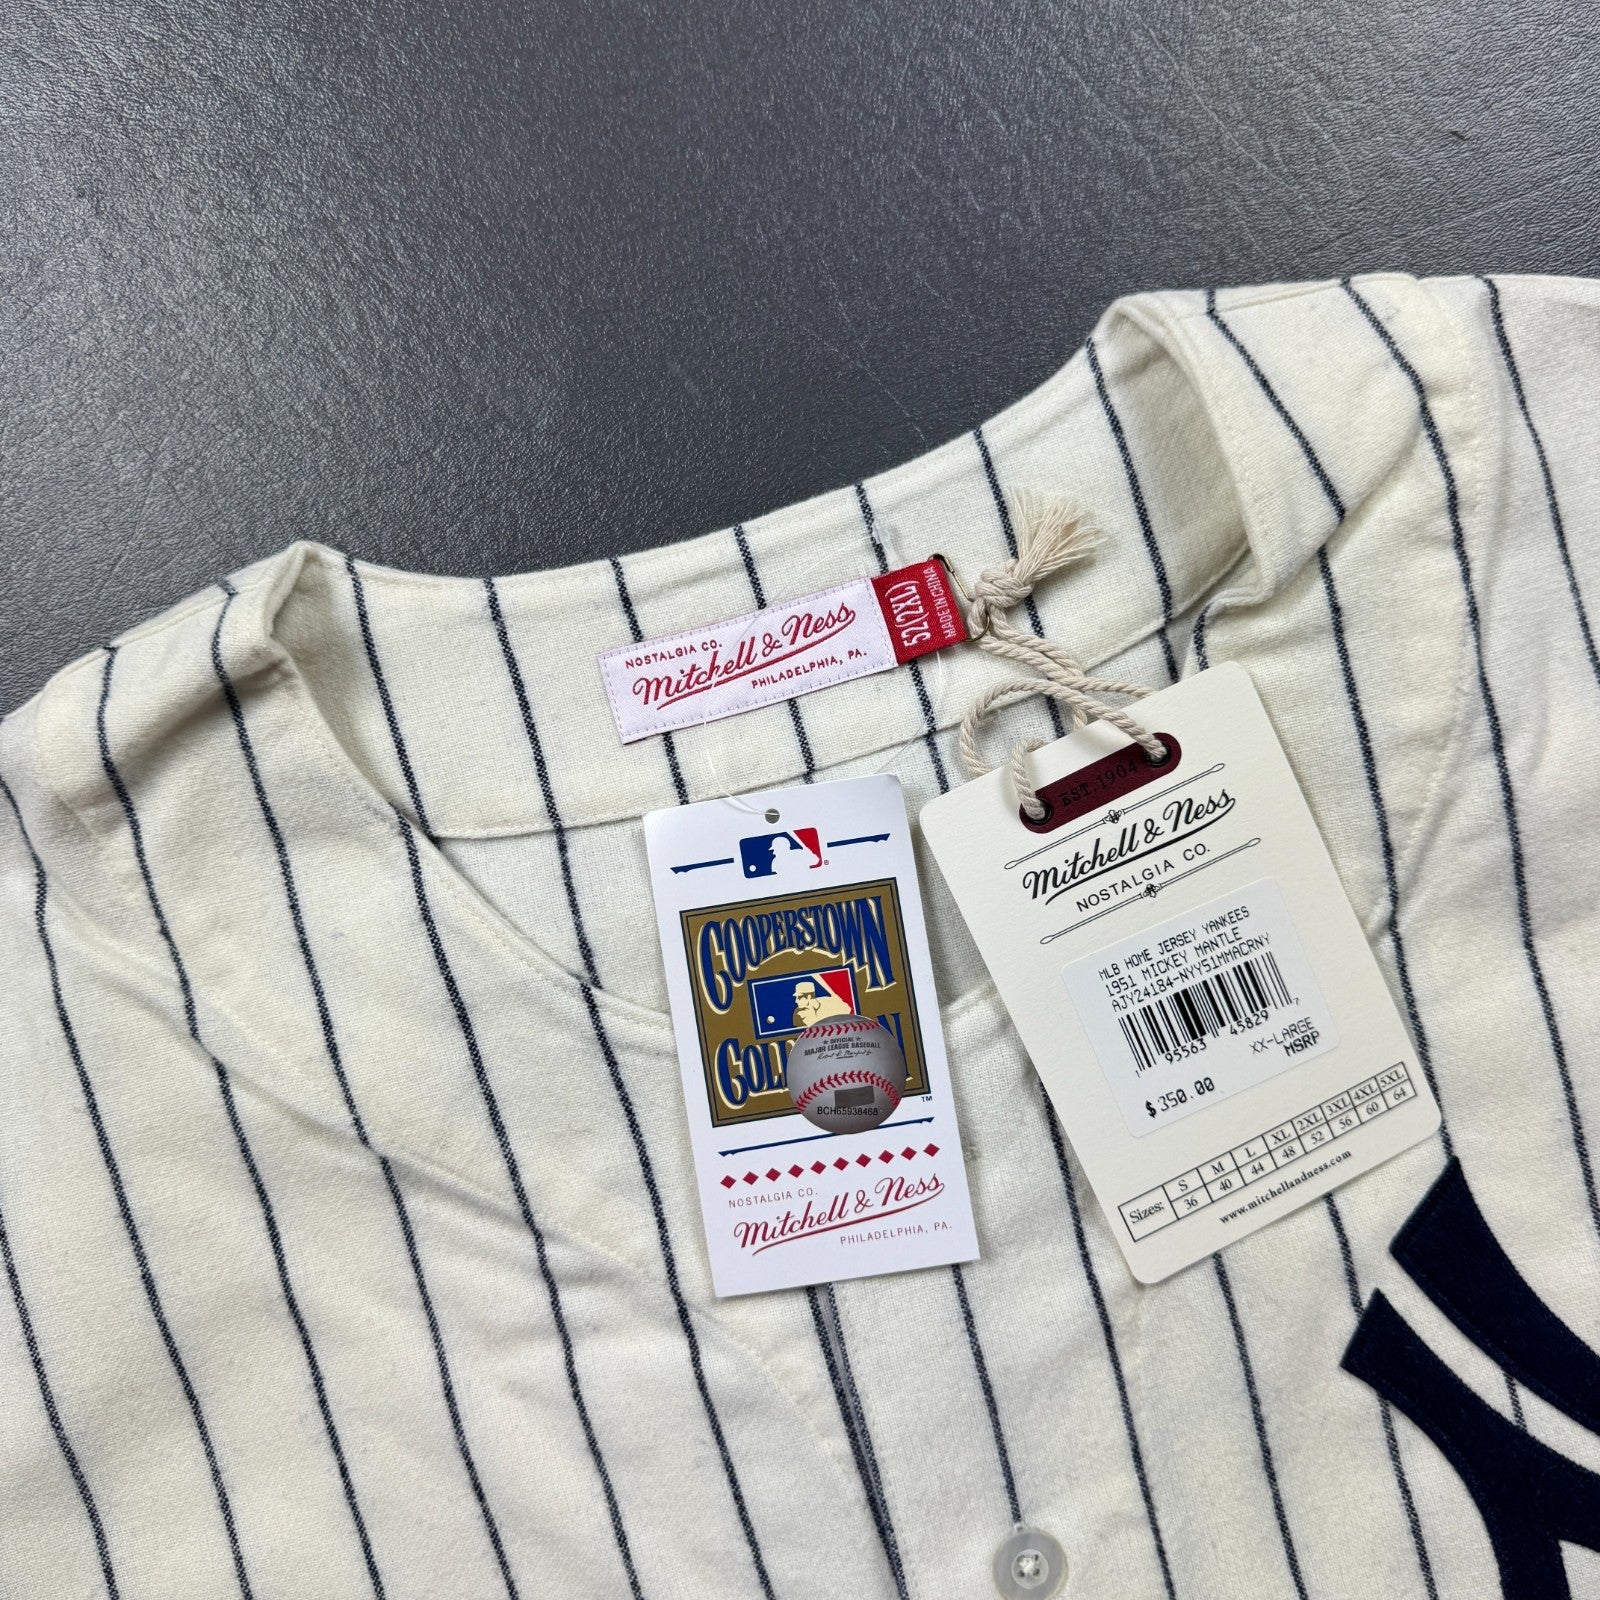 NOSTALGIA CO.
Mitchell & Ness
PHILADELPHIA, PA.
52(2XL)
MADE IN CHINA
COOPERSTOWN
OFFICIAL
MAJOR LEAGUE BASEBALL
BCH65938468
TM
NOSTALGIA CO.
Mitchell & Ness
PHILADELPHIA, PA.
EST. 1904
Mitchell & Ness
NOSTALGIA CO.
MLB HOME JERSEY YANKEES
1951 MICKEY MANTLE
AJY24184-NYY51MMACRNY
1 95563 45829 7
XX-LARGE
MSRP
$350.00
Sizes: S M L XL 2XL 3XL 4XL 5XL
36 40 44 48 52 56 60 64
www.mitchellandness.com